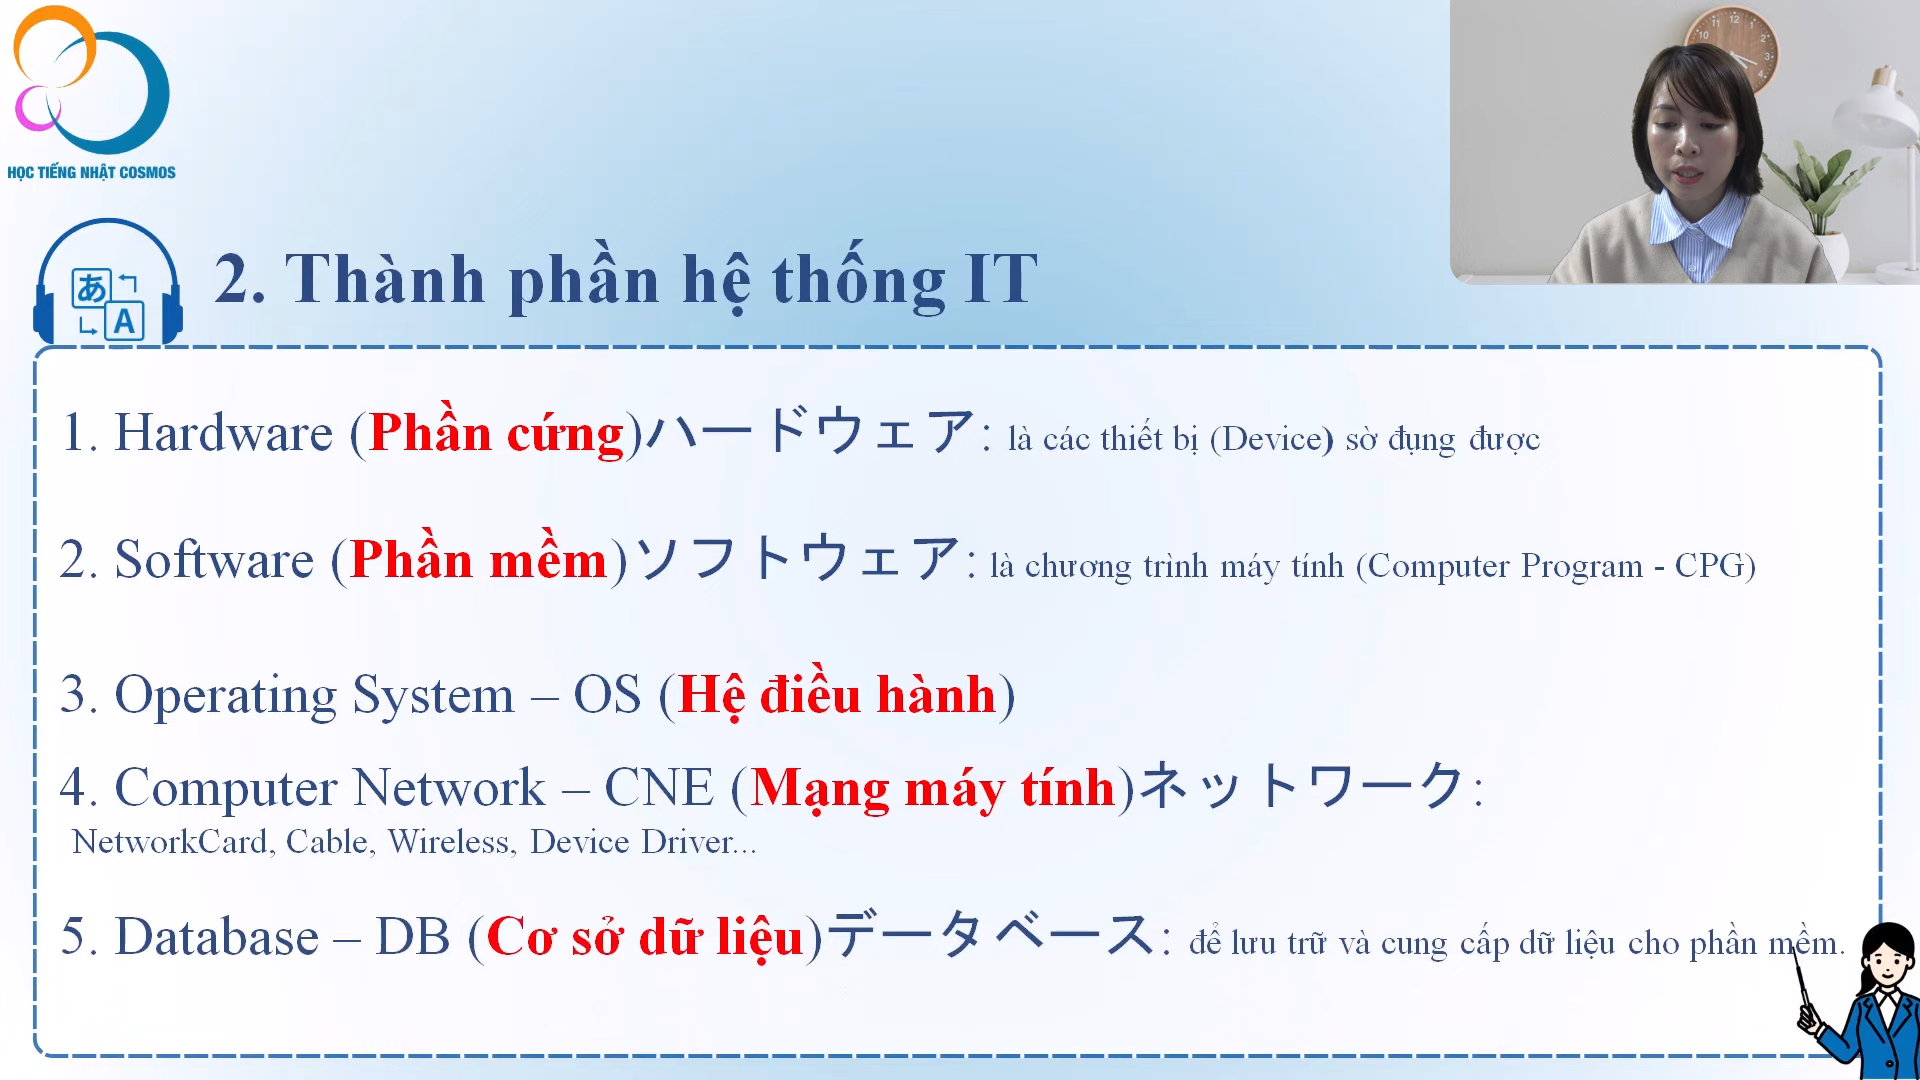 HỌC TIẾNG NHẬT COSMOS
あ
A
2. Thành phần hệ thống IT
1. Hardware (Phần cứng)ハードウェア: là các thiết bị (Device) sờ đụng được
2. Software (Phần mềm)ソフトウェア: là chương trình máy tính (Computer Program - CPG)
3. Operating System – OS (Hệ điều hành)
4. Computer Network – CNE (Mạng máy tính)ネットワーク:
NetworkCard, Cable, Wireless, Device Driver...
5. Database – DB (Cơ sở dữ liệu)データベース: để lưu trữ và cung cấp dữ liệu cho phần mềm.